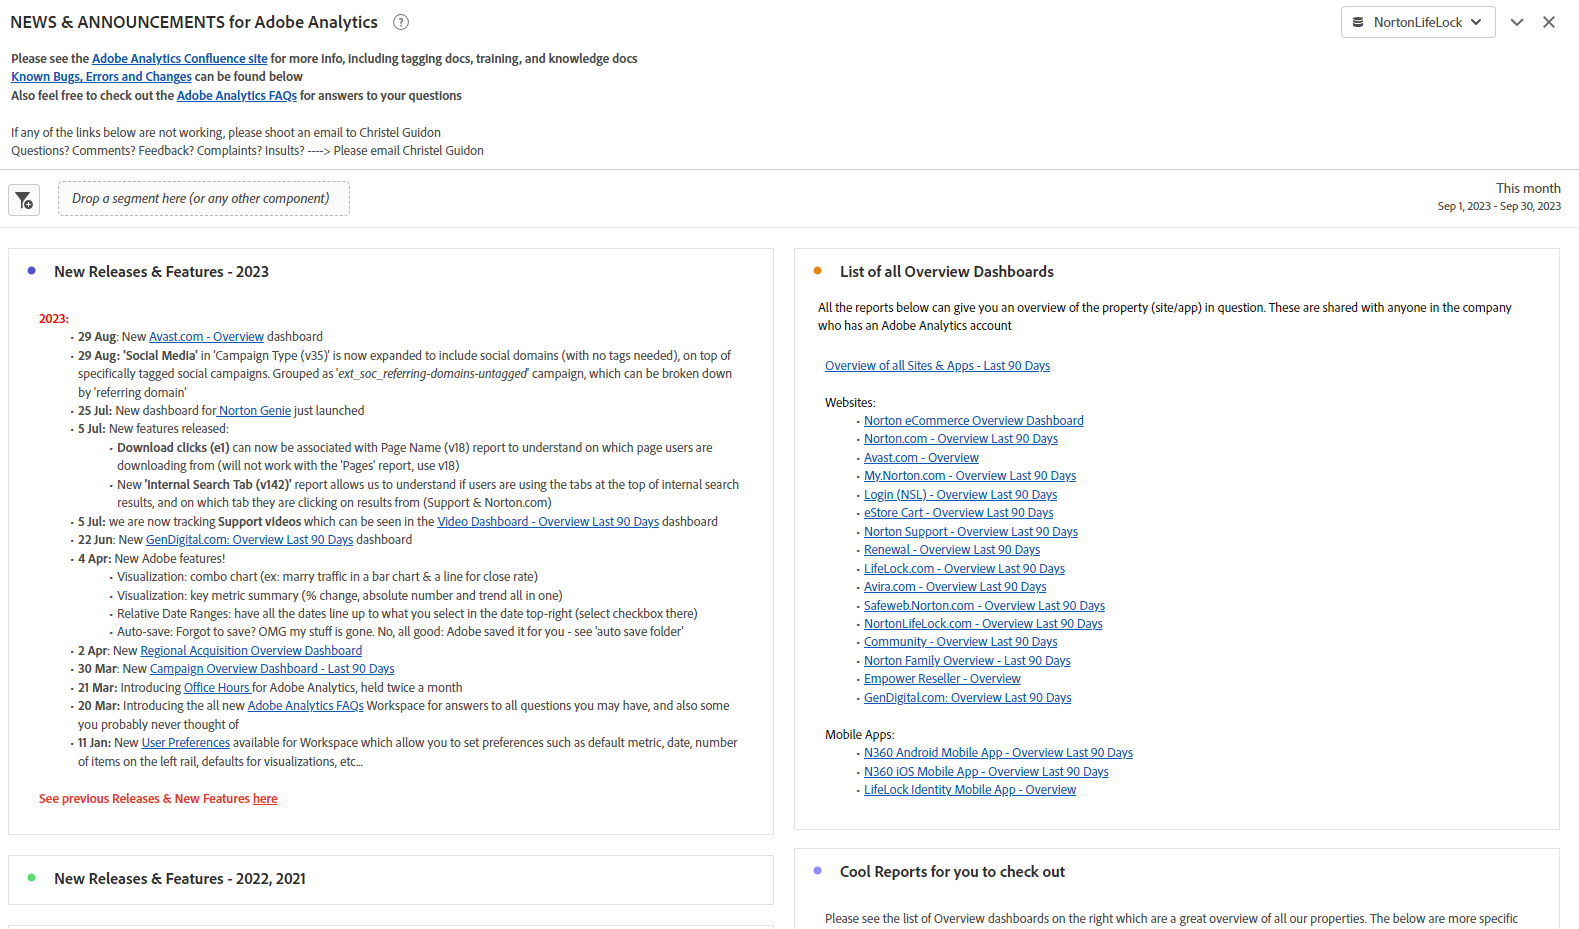 NEWS & ANNOUNCEMENTS for Adobe Analytics ?
NortonLifeLock
Please see the Adobe Analytics Confluence site for more info, including tagging docs, training, and knowledge docs
Known Bugs, Errors and Changes can be found below
Also feel free to check out the Adobe Analytics FAQs for answers to your questions
If any of the links below are not working, please shoot an email to Christel Guidon
Questions? Comments? Feedback? Complaints? Insults? ----> Please email Christel Guidon
Drop a segment here (or any other component)
This month
Sep 1, 2023 - Sep 30, 2023
New Releases & Features - 2023
2023:
• 29 Aug: New Avast.com - Overview dashboard
• 29 Aug: 'Social Media' in 'Campaign Type (v35)' is now expanded to include social domains (with no tags needed), on top of
specifically tagged social campaigns. Grouped as 'ext_soc_referring-domains-untagged' campaign, which can be broken down
by 'referring domain'
• 25 Jul: New dashboard for Norton Genie just launched
• 5 Jul: New features released:
• Download clicks (e1) can now be associated with Page Name (v18) report to understand on which page users are
downloading from (will not work with the 'Pages' report, use v18)
• New 'Internal Search Tab (v142)' report allows us to understand if users are using the tabs at the top of internal search
results, and on which tab they are clicking on results from (Support & Norton.com)
• 5 Jul: we are now tracking Support videos which can be seen in the Video Dashboard - Overview Last 90 Days dashboard
• 22 Jun: New GenDigital.com: Overview Last 90 Days dashboard
• 4 Apr: New Adobe features!
• Visualization: combo chart (ex: marry traffic in a bar chart & a line for close rate)
• Visualization: key metric summary (% change, absolute number and trend all in one)
• Relative Date Ranges: have all the dates line up to what you select in the date top-right (select checkbox there)
• Auto-save: Forgot to save? OMG my stuff is gone. No, all good: Adobe saved it for you - see 'auto save folder'
• 2 Apr: New Regional Acquisition Overview Dashboard
• 30 Mar: New Campaign Overview Dashboard - Last 90 Days
• 21 Mar: Introducing Office Hours for Adobe Analytics, held twice a month
• 20 Mar: Introducing the all new Adobe Analytics FAQs Workspace for answers to all questions you may have, and also some
you probably never thought of
• 11 Jan: New User Preferences available for Workspace which allow you to set preferences such as default metric, date, number
of items on the left rail, defaults for visualizations, etc...
See previous Releases & New Features here
New Releases & Features - 2022, 2021
List of all Overview Dashboards
All the reports below can give you an overview of the property (site/app) in question. These are shared with anyone in the company
who has an Adobe Analytics account
Overview of all Sites & Apps - Last 90 Days
Websites:
• Norton eCommerce Overview Dashboard
• Norton.com - Overview Last 90 Days
• Avast.com - Overview
• My.Norton.com - Overview Last 90 Days
• Login (NSL) - Overview Last 90 Days
• eStore Cart - Overview Last 90 Days
• Norton Support - Overview Last 90 Days
• Renewal - Overview Last 90 Days
• LifeLock.com - Overview Last 90 Days
• Avira.com - Overview Last 90 Days
• Safeweb.Norton.com - Overview Last 90 Days
• NortonLifeLock.com - Overview Last 90 Days
• Community - Overview Last 90 Days
• Norton Family Overview - Last 90 Days
• Empower Reseller - Overview
• GenDigital.com: Overview Last 90 Days
Mobile Apps:
• N360 Android Mobile App - Overview Last 90 Days
• N360 iOS Mobile App - Overview Last 90 Days
• LifeLock Identity Mobile App - Overview
Cool Reports for you to check out
Please see the list of Overview dashboards on the right which are a great overview of all our properties. The below are more specific